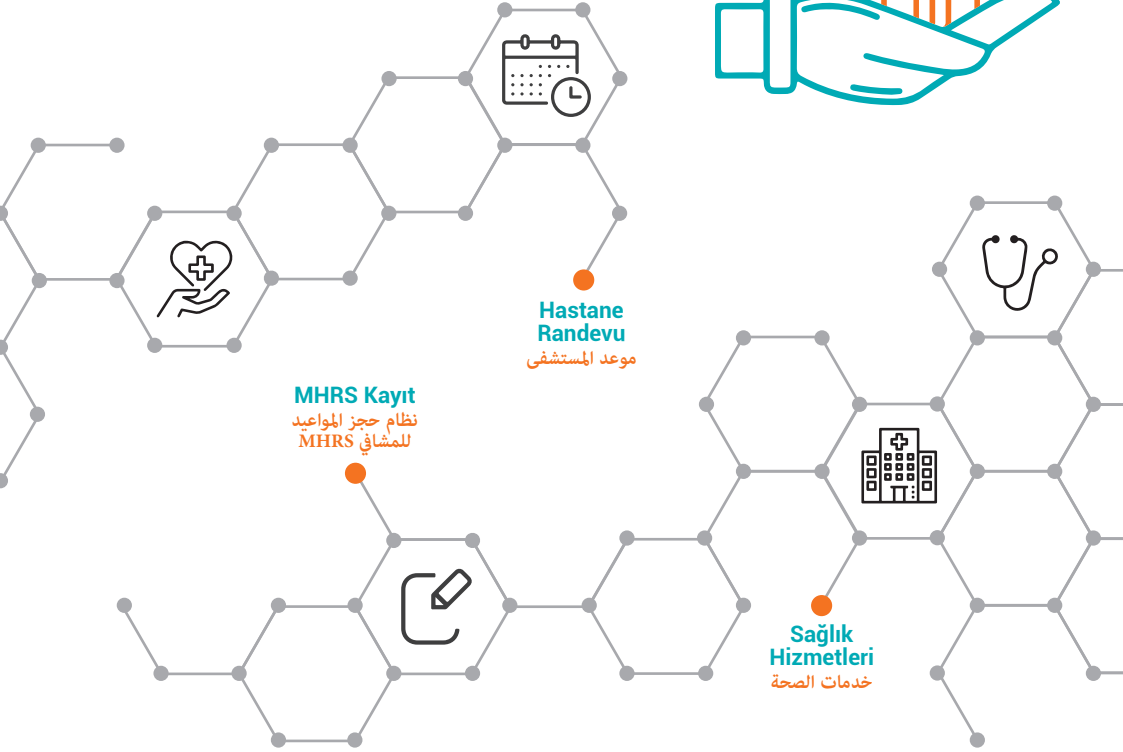 Hastane
Randevu
موعد المستشفى
MHRS Kayıt
نظام حجز المواعيد
للمشافي MHRS
Sağlık
Hizmetleri
خدمات الصحة